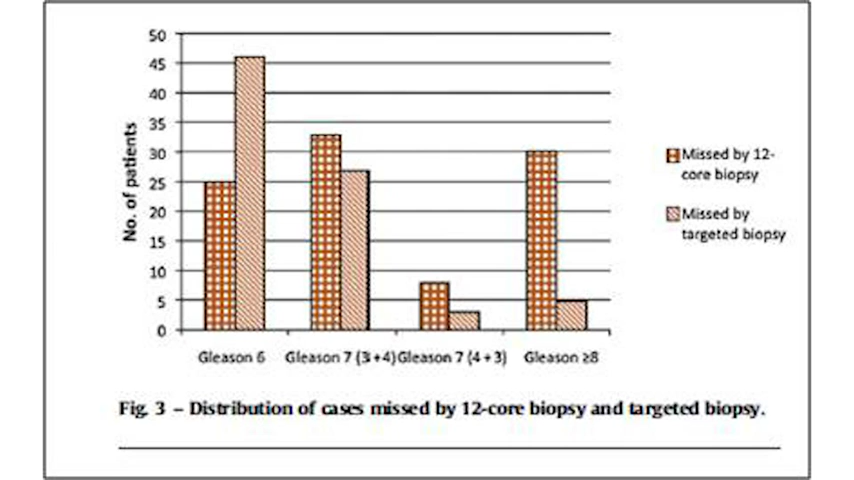 50
45
40
35
30
25
20
15
10
5
0
No. of patients
Gleason 6
Gleason 7 (3+4)
Gleason 7 (4+3)
Gleason ≥8
Missed by 12-
core biopsy
Missed by
targeted biopsy
Fig. 3 – Distribution of cases missed by 12-core biopsy and targeted biopsy.